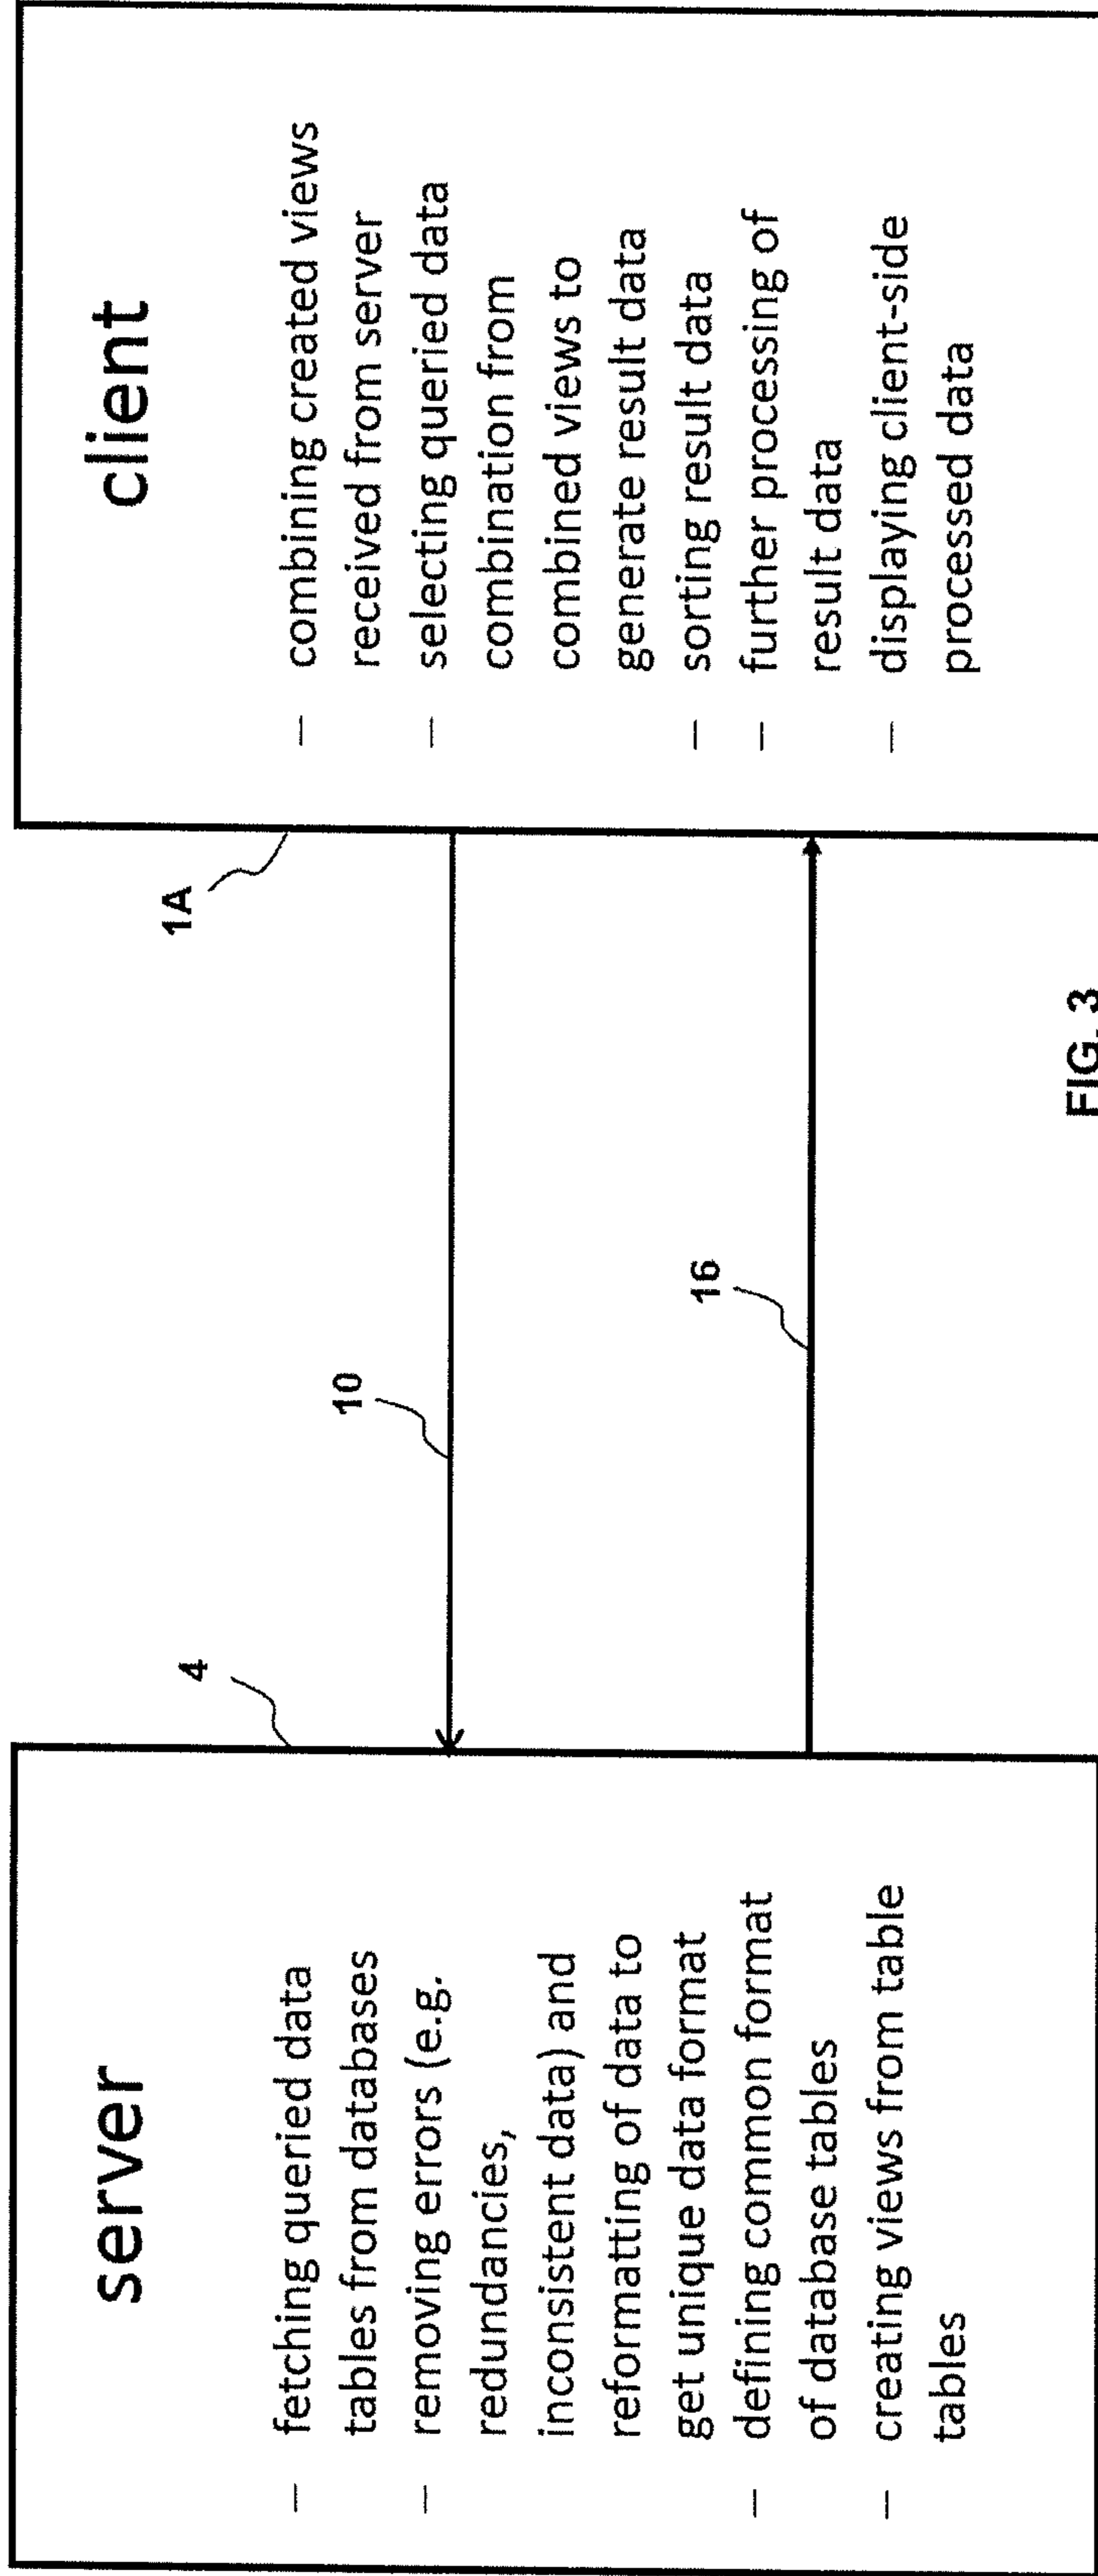 server
– fetching queried data
tables from databases
– removing errors (e.g.
redundancies,
inconsistent data) and
reformatting of data to
get unique data format
– defining common format
of database tables
– creating views from table
tables
4
10
16
1A
client
– combining created views
received from server
– selecting queried data
combination from
combined views to
generate result data
– sorting result data
– further processing of
result data
– displaying client-side
processed data
FIG. 3